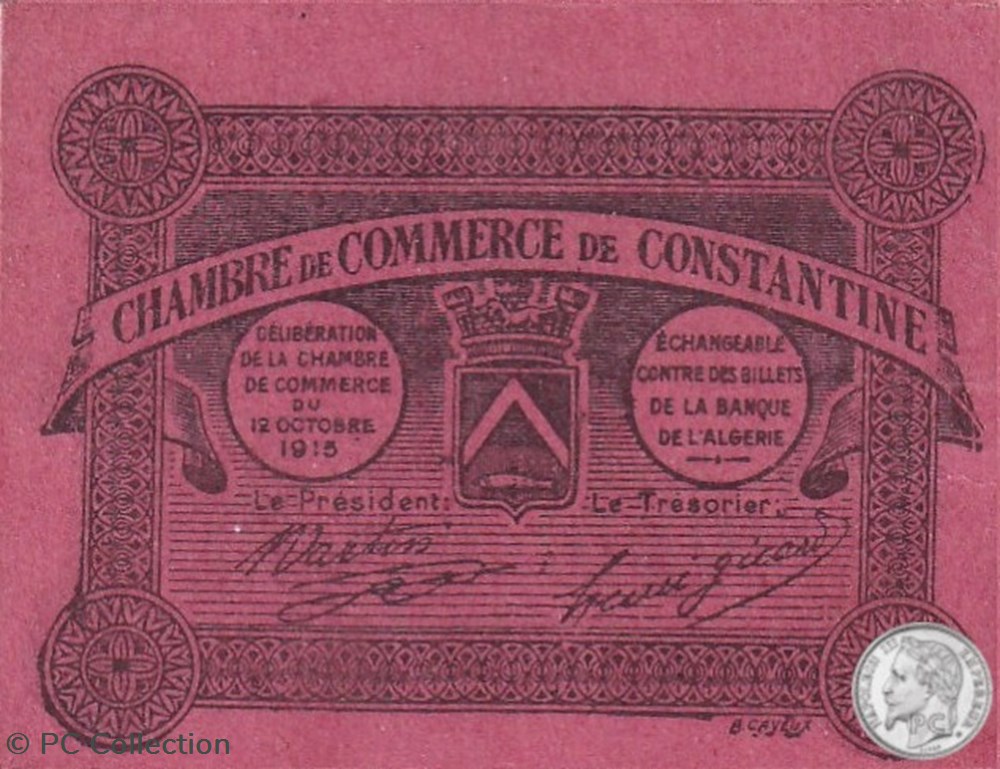 CHAMBRE DE COMMERCE DE CONSTANTINE
DÉLIBÉRATION
DE LA CHAMBRE
DE COMMERCE
DU
12 OCTOBRE
1915
ÉCHANGEABLE
CONTRE DES BILLETS
DE LA BANQUE
DE L'ALGERIE
Le Président:
Le Trésorier:
B. CAYEUX
PC
© PC Collection